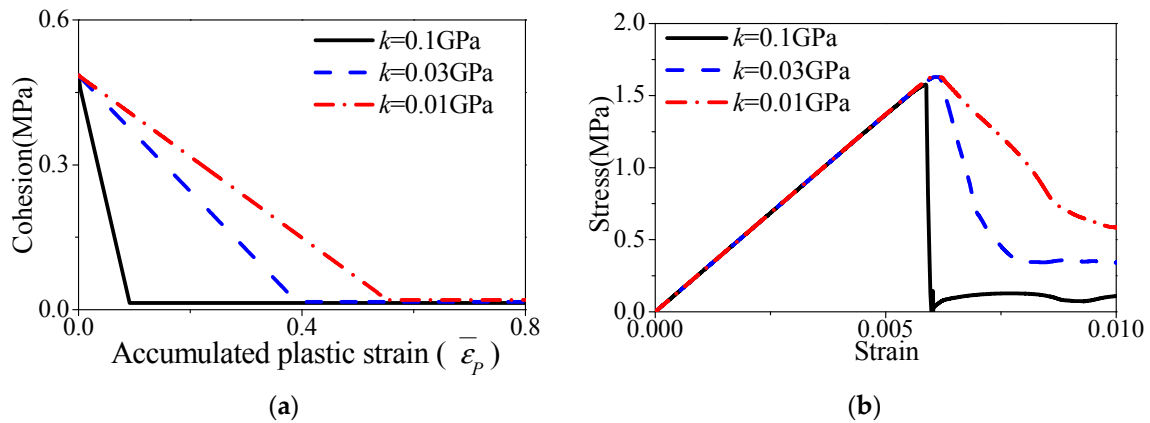 0.6
0.3
0.0
0.0
0.4
0.8
Cohesion(MPa)
k=0.1GPa
k=0.03GPa
k=0.01GPa
Accumulated plastic strain ( ε̅_P )
(a)
2.0
1.5
1.0
0.5
0.0
0.000
0.005
0.010
Stress(MPa)
k=0.1GPa
k=0.03GPa
k=0.01GPa
Strain
(b)